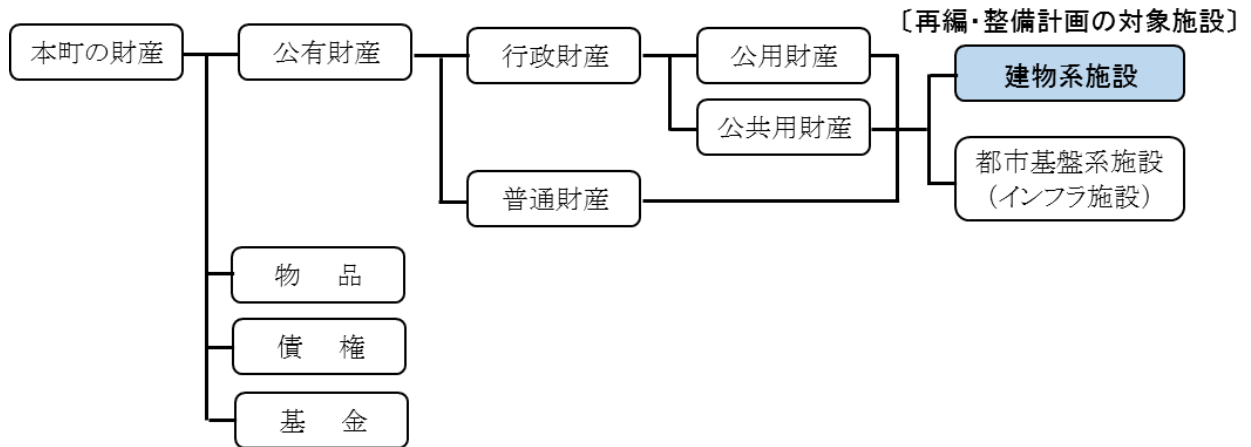 〔再編・整備計画の対象施設〕
本町の財産
公有財産
行政財産
公用財産
建物系施設
公共用財産
都市基盤系施設
（インフラ施設）
普通財産
物　品
債　権
基　金